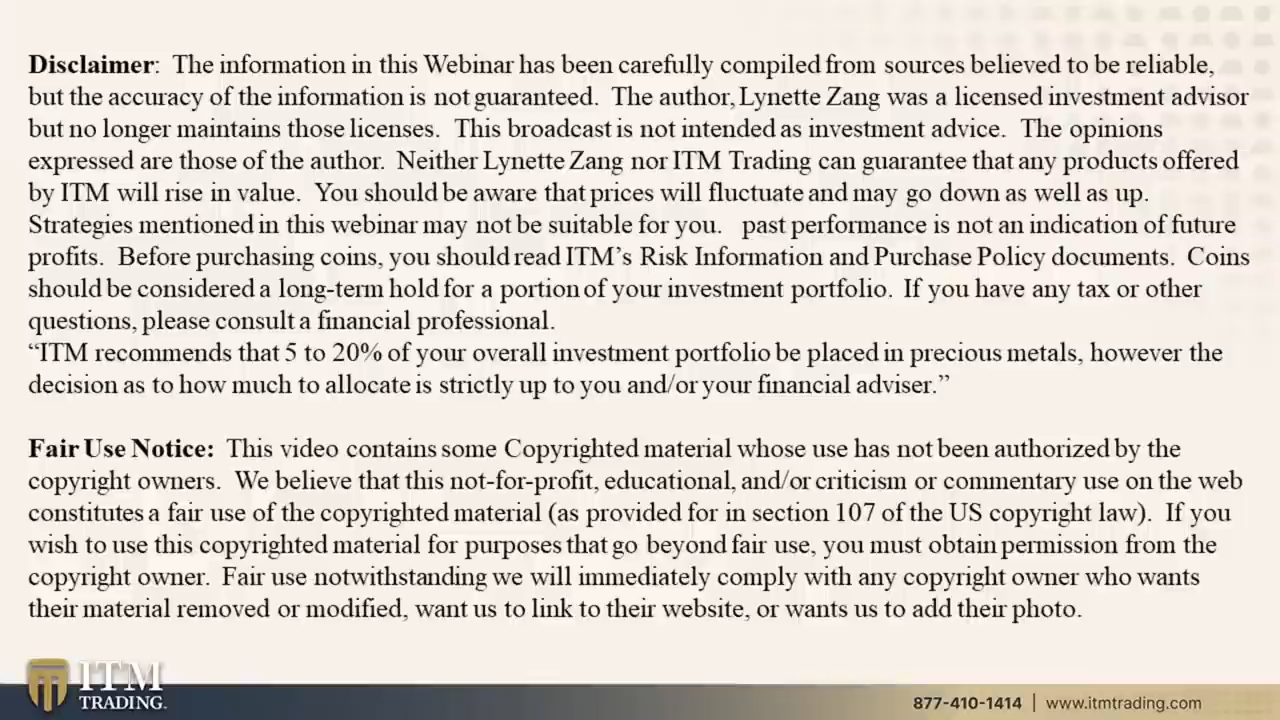 Disclaimer: The information in this Webinar has been carefully compiled from sources believed to be reliable,
but the accuracy of the information is not guaranteed. The author, Lynette Zang was a licensed investment advisor
but no longer maintains those licenses. This broadcast is not intended as investment advice. The opinions
expressed are those of the author. Neither Lynette Zang nor ITM Trading can guarantee that any products offered
by ITM will rise in value. You should be aware that prices will fluctuate and may go down as well as up.
Strategies mentioned in this webinar may not be suitable for you. past performance is not an indication of future
profits. Before purchasing coins, you should read ITM’s Risk Information and Purchase Policy documents. Coins
should be considered a long-term hold for a portion of your investment portfolio. If you have any tax or other
questions, please consult a financial professional.
“ITM recommends that 5 to 20% of your overall investment portfolio be placed in precious metals, however the
decision as to how much to allocate is strictly up to you and/or your financial adviser.”
Fair Use Notice: This video contains some Copyrighted material whose use has not been authorized by the
copyright owners. We believe that this not-for-profit, educational, and/or criticism or commentary use on the web
constitutes a fair use of the copyrighted material (as provided for in section 107 of the US copyright law). If you
wish to use this copyrighted material for purposes that go beyond fair use, you must obtain permission from the
copyright owner. Fair use notwithstanding we will immediately comply with any copyright owner who wants
their material removed or modified, want us to link to their website, or wants us to add their photo.
ITM
TRADING.
877-410-1414 | www.itmtrading.com